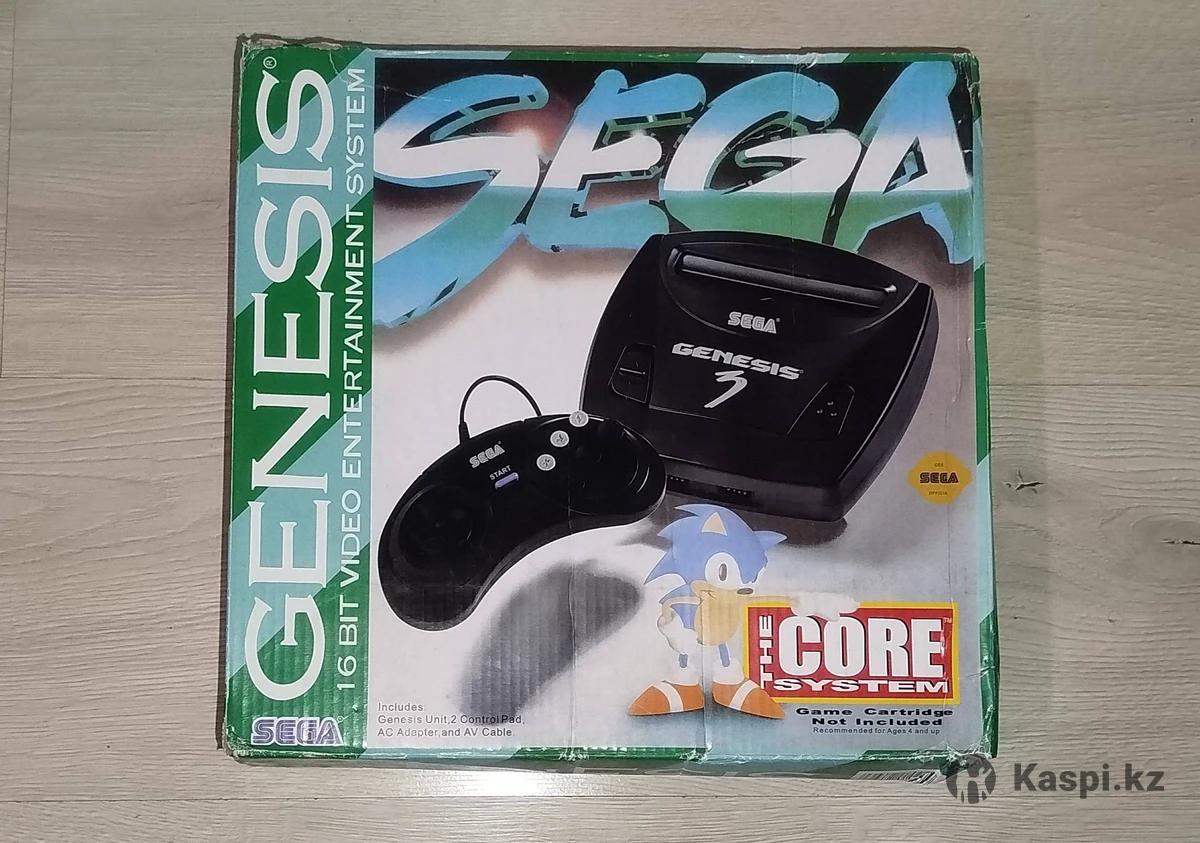 GENESIS®
16 BIT VIDEO ENTERTAINMENT SYSTEM
SEGA
SEGA
SEGA
GENESIS
3
SEGA
START
SEGA
THE
CORE™
SYSTEM
Game Cartridge
Not Included
Recommended for Ages 4 and up
Includes:
Genesis Unit,2 Control Pad,
AC Adapter,and AV Cable.
Kaspi.kz